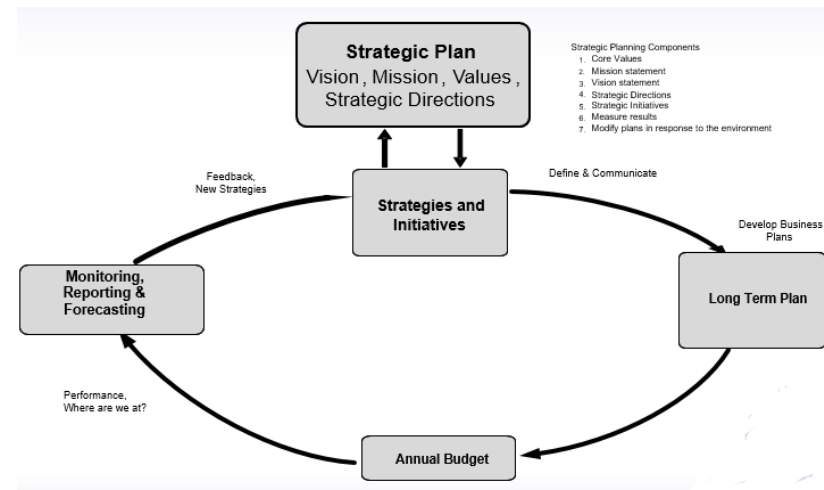 Strategic Plan
Vision, Mission, Values,
Strategic Directions
Strategic Planning Components
1. Core Values
2. Mission statement
3. Vision statement
4. Strategic Directions
5. Strategic Initiatives
6. Measure results
7. Modify plans in response to the environment
Feedback,
New Strategies
Define & Communicate
Strategies and
Initiatives
Develop Business
Plans
Monitoring,
Reporting &
Forecasting
Long Term Plan
Performance,
Where are we at?
Annual Budget